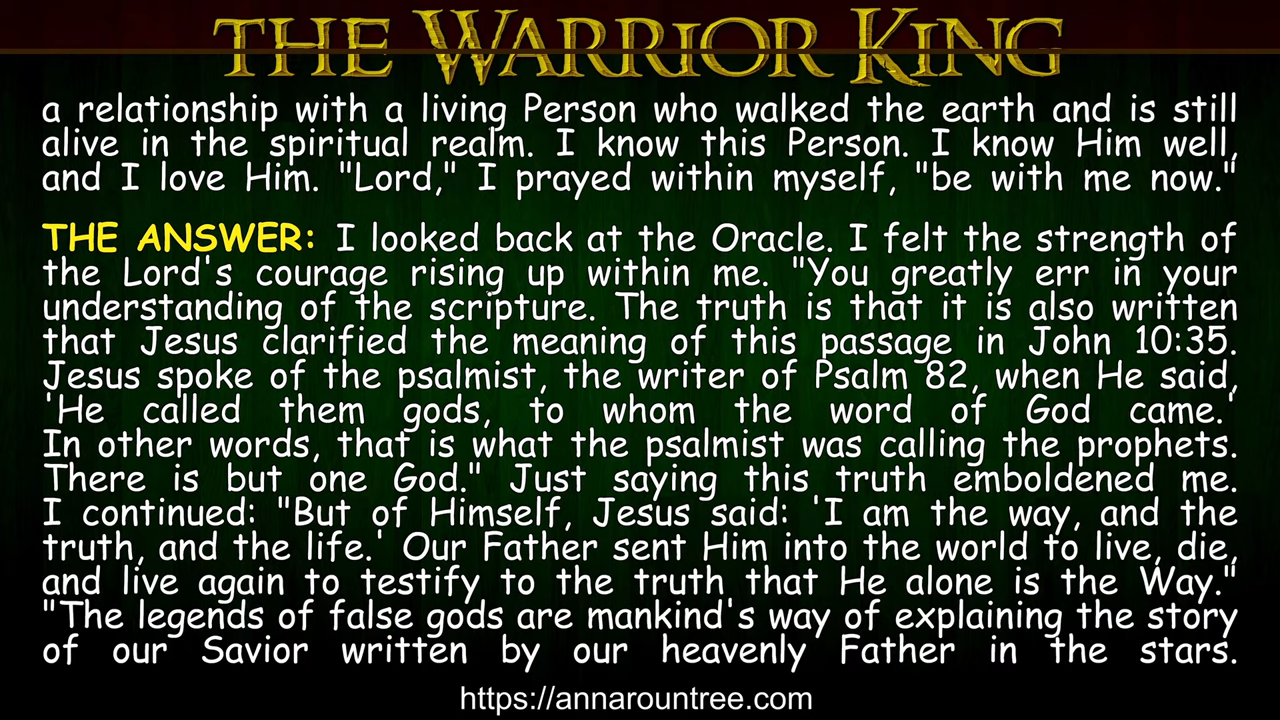 THE WARRIOR KING
a relationship with a living Person who walked the earth and is still
alive in the spiritual realm. I know this Person. I know Him well,
and I love Him. "Lord," I prayed within myself, "be with me now."
THE ANSWER: I looked back at the Oracle. I felt the strength of
the Lord's courage rising up within me. "You greatly err in your
understanding of the scripture. The truth is that it is also written
that Jesus clarified the meaning of this passage in John 10:35.
Jesus spoke of the psalmist, the writer of Psalm 82, when He said,
'He called them gods, to whom the word of God came.'
In other words, that is what the psalmist was calling the prophets.
There is but one God." Just saying this truth emboldened me.
I continued: "But of Himself, Jesus said: 'I am the way, and the
truth, and the life.' Our Father sent Him into the world to live, die,
and live again to testify to the truth that He alone is the Way."
"The legends of false gods are mankind's way of explaining the story
of our Savior written by our heavenly Father in the stars.
https://annarountree.com